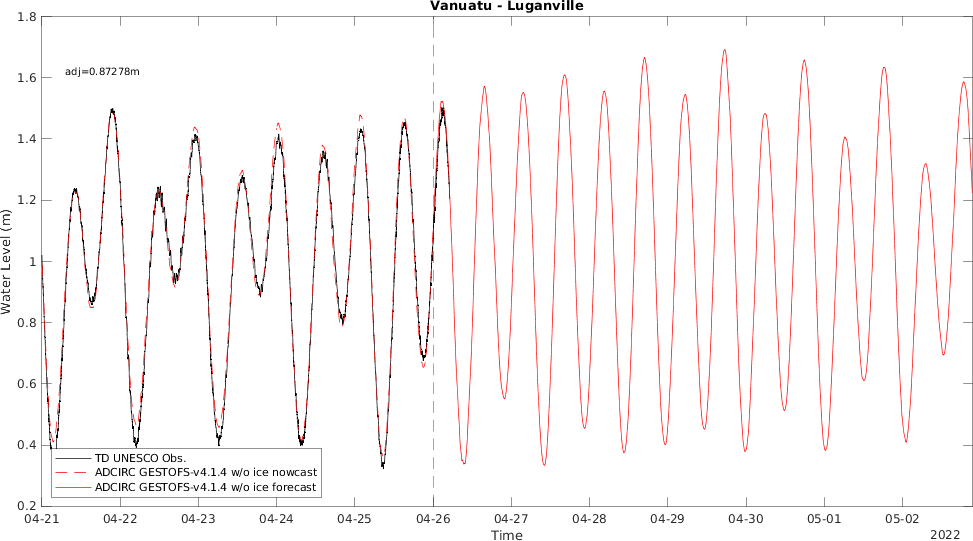 Vanuatu - Luganville
1.8
1.6
1.4
1.2
1
0.8
0.6
0.4
0.2
Water Level (m)
adj=0.87278m
TD UNESCO Obs.
ADCIRC GESTOFS-v4.1.4 w/o ice nowcast
ADCIRC GESTOFS-v4.1.4 w/o ice forecast
04-21 04-22 04-23 04-24 04-25 04-26 04-27 04-28 04-29 04-30 05-01 05-02
Time
2022